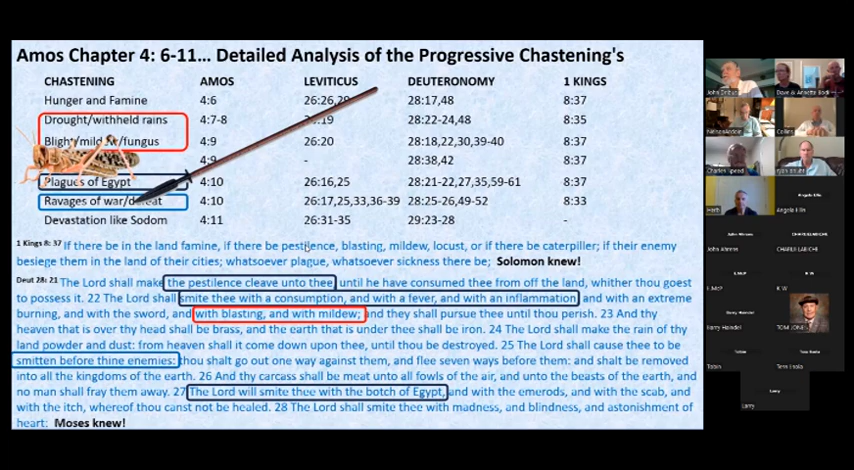 Amos Chapter 4: 6-11... Detailed Analysis of the Progressive Chastening's
CHASTENING AMOS LEVITICUS DEUTERONOMY 1 KINGS
Hunger and Famine 4:6 26:26,29 28:17,48 8:37
Drought/withheld rains 4:7-8 28:22-24,48 8:35
4:9 26:20 28:18,22,30,39-40 8:37
4:9 - 28:38,42 8:37
Plagues of Egypt 4:10 26:16,25 28:21-22,27,35,59-61 8:37
Ravages of war/defeat 4:10 26:17,25,33,36-39 28:25-26,49-52 8:33
Devastation like Sodom 4:11 26:31-35 29:23-28 -
1 Kings 8: 37 If there be in the land famine, if there be pestilence, blasting, mildew, locust, or if there be caterpiller; if their enemy
besiege them in the land of their cities; whatsoever plague, whatsoever sickness there be; Solomon knew!
Deut 28: 21 The Lord shall make the pestilence cleave unto thee, until he have consumed thee from off the land, whither thou goest
to possess it. 22 The Lord shall smite thee with a consumption, and with a fever, and with an inflammation, and with an extreme
burning, and with the sword, and with blasting, and with mildew; and they shall pursue thee until thou perish. 23 And thy
heaven that is over thy head shall be brass, and the earth that is under thee shall be iron. 24 The Lord shall make the rain of thy
land powder and dust: from heaven shall it come down upon thee, until thou be destroyed. 25 The Lord shall cause thee to be
smitten before thine enemies: thou shalt go out one way against them, and flee seven ways before them: and shalt be removed
into all the kingdoms of the earth. 26 And thy carcass shall be meat unto all fowls of the air, and unto the beasts of the earth, and
no man shall fray them away. 27 The Lord will smite thee with the botch of Egypt, and with the emerods, and with the scab, and
with the itch, whereof thou canst not be healed. 28 The Lord shall smite thee with madness, and blindness, and astonishment of
heart: Moses knew!
Charles Speed
Herb
Angela Ellin
K W
TOM JONES
Tobin
Larry